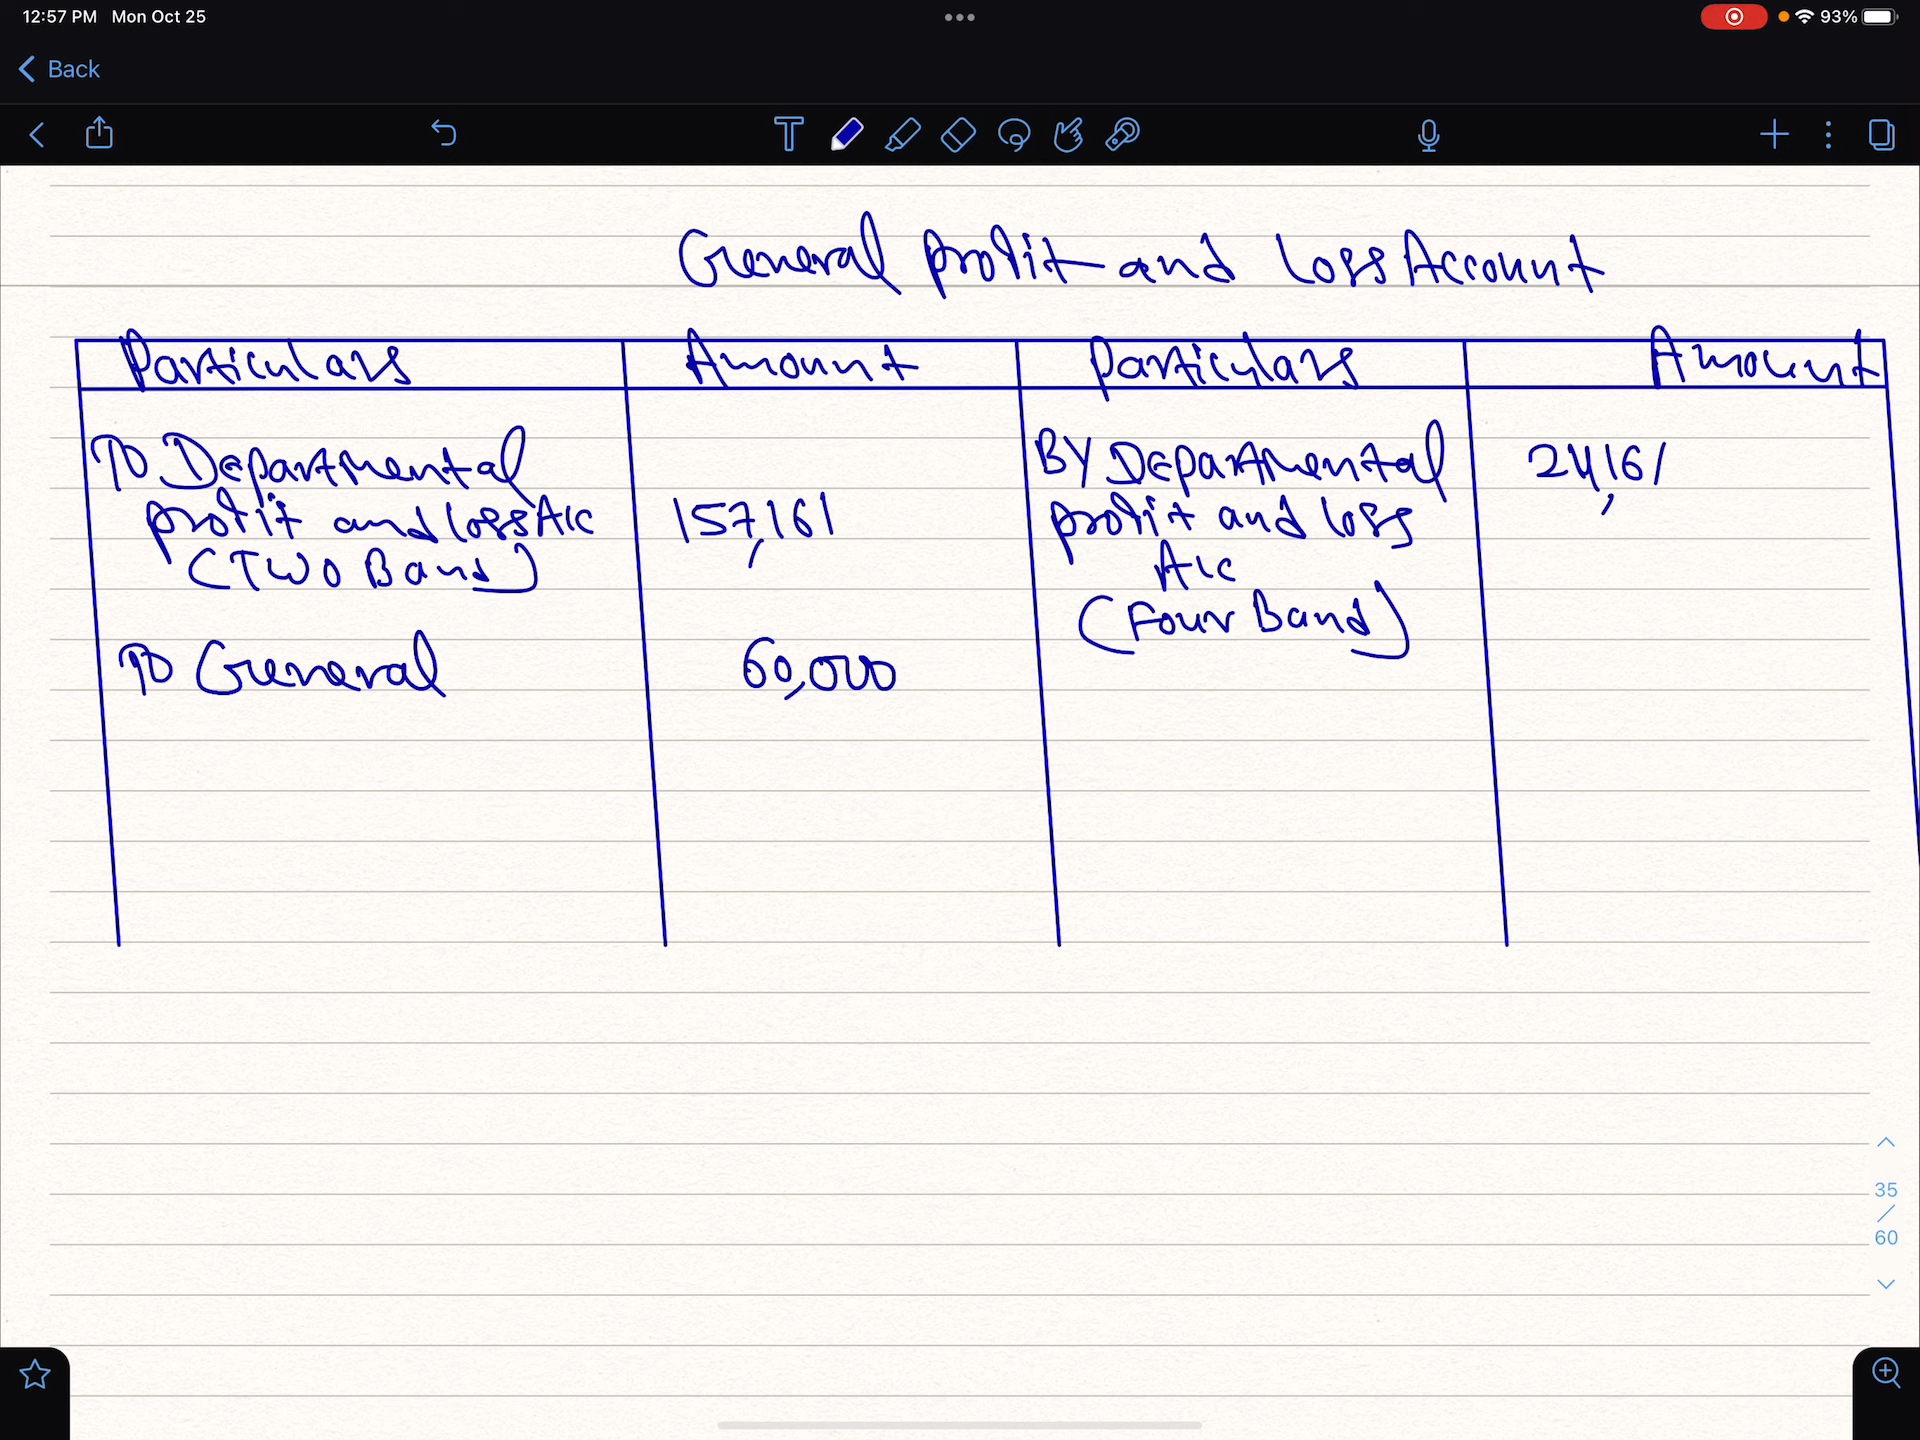 12:57 PM Mon Oct 25
93%
Back
General profit and Loss Account
Particulars Amount Particulars Amount
To Departmental profit and loss A/c (Two Band) 157,161
BY Departmental profit and loss A/c (Four Band) 24,161
To General 60,000
35
/
60